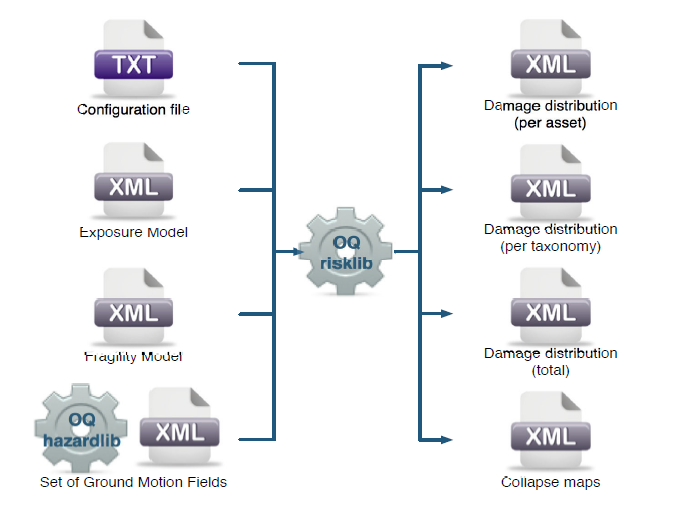 TXT
Configuration file
XML
Exposure Model
XML
Fragility Model
OQ
hazardlib
XML
Set of Ground Motion Fields
OQ
risklib
XML
Damage distribution
(per asset)
XML
Damage distribution
(per taxonomy)
XML
Damage distribution
(total)
XML
Collapse maps